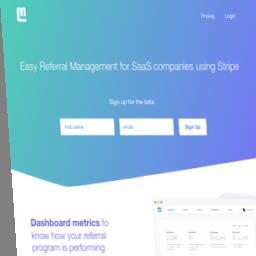 Pricing Login
Easy Referral Management for SaaS companies using Stripe
Sign up for the beta
first name email Sign Up
Dashboard metrics to
know how your referral
program is performing